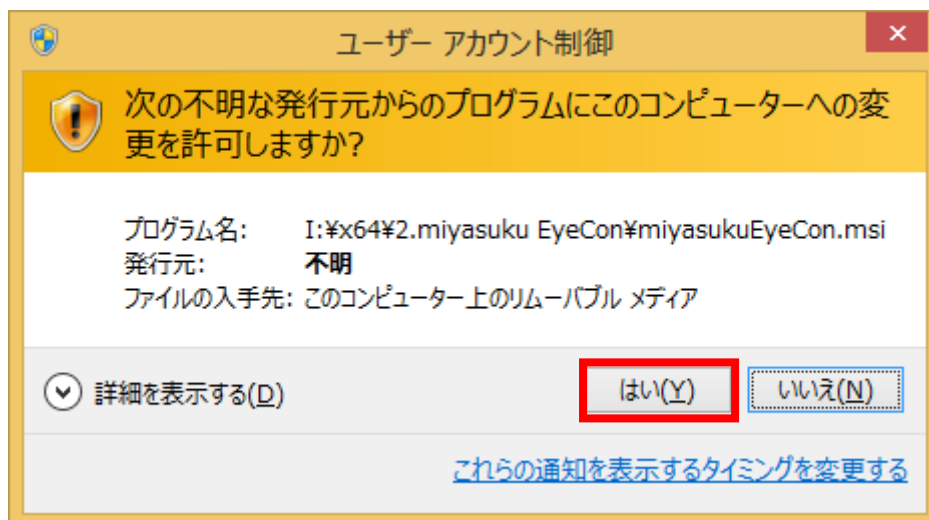 ユーザー アカウント制御
次の不明な発行元からのプログラムにこのコンピューターへの変
更を許可しますか?
プログラム名: I:¥x64¥2.miyasuku EyeCon¥miyasukuEyeCon.msi
発行元: 不明
ファイルの入手先: このコンピューター上のリムーバブル メディア
詳細を表示する(D) はい(Y) いいえ(N)
これらの通知を表示するタイミングを変更する